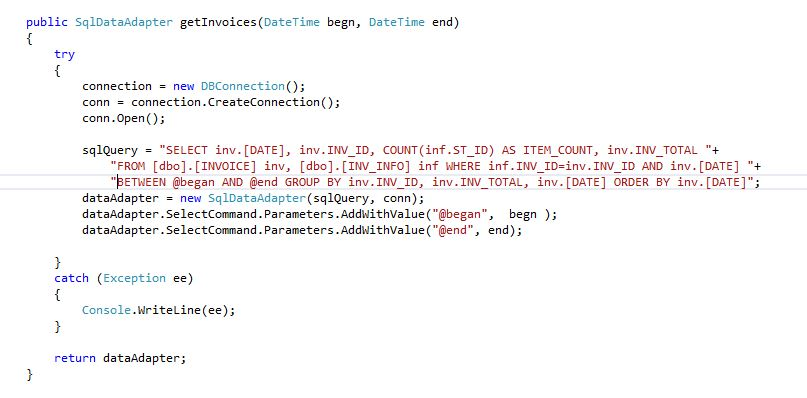 public SqlDataAdapter getInvoices(DateTime begn, DateTime end)
{
try
{
connection = new DBConnection();
conn = connection.CreateConnection();
conn.Open();
sqlQuery = "SELECT inv.[DATE], inv.INV_ID, COUNT(inf.ST_ID) AS ITEM_COUNT, inv.INV_TOTAL "+
"FROM [dbo].[INVOICE] inv, [dbo].[INV_INFO] inf WHERE inf.INV_ID=inv.INV_ID AND inv.[DATE] "+
"BETWEEN @began AND @end GROUP BY inv.INV_ID, inv.INV_TOTAL, inv.[DATE] ORDER BY inv.[DATE]";
dataAdapter = new SqlDataAdapter(sqlQuery, conn);
dataAdapter.SelectCommand.Parameters.AddWithValue("@began",  begn );
dataAdapter.SelectCommand.Parameters.AddWithValue("@end", end);
}
catch (Exception ee)
{
Console.WriteLine(ee);
}
return dataAdapter;
}